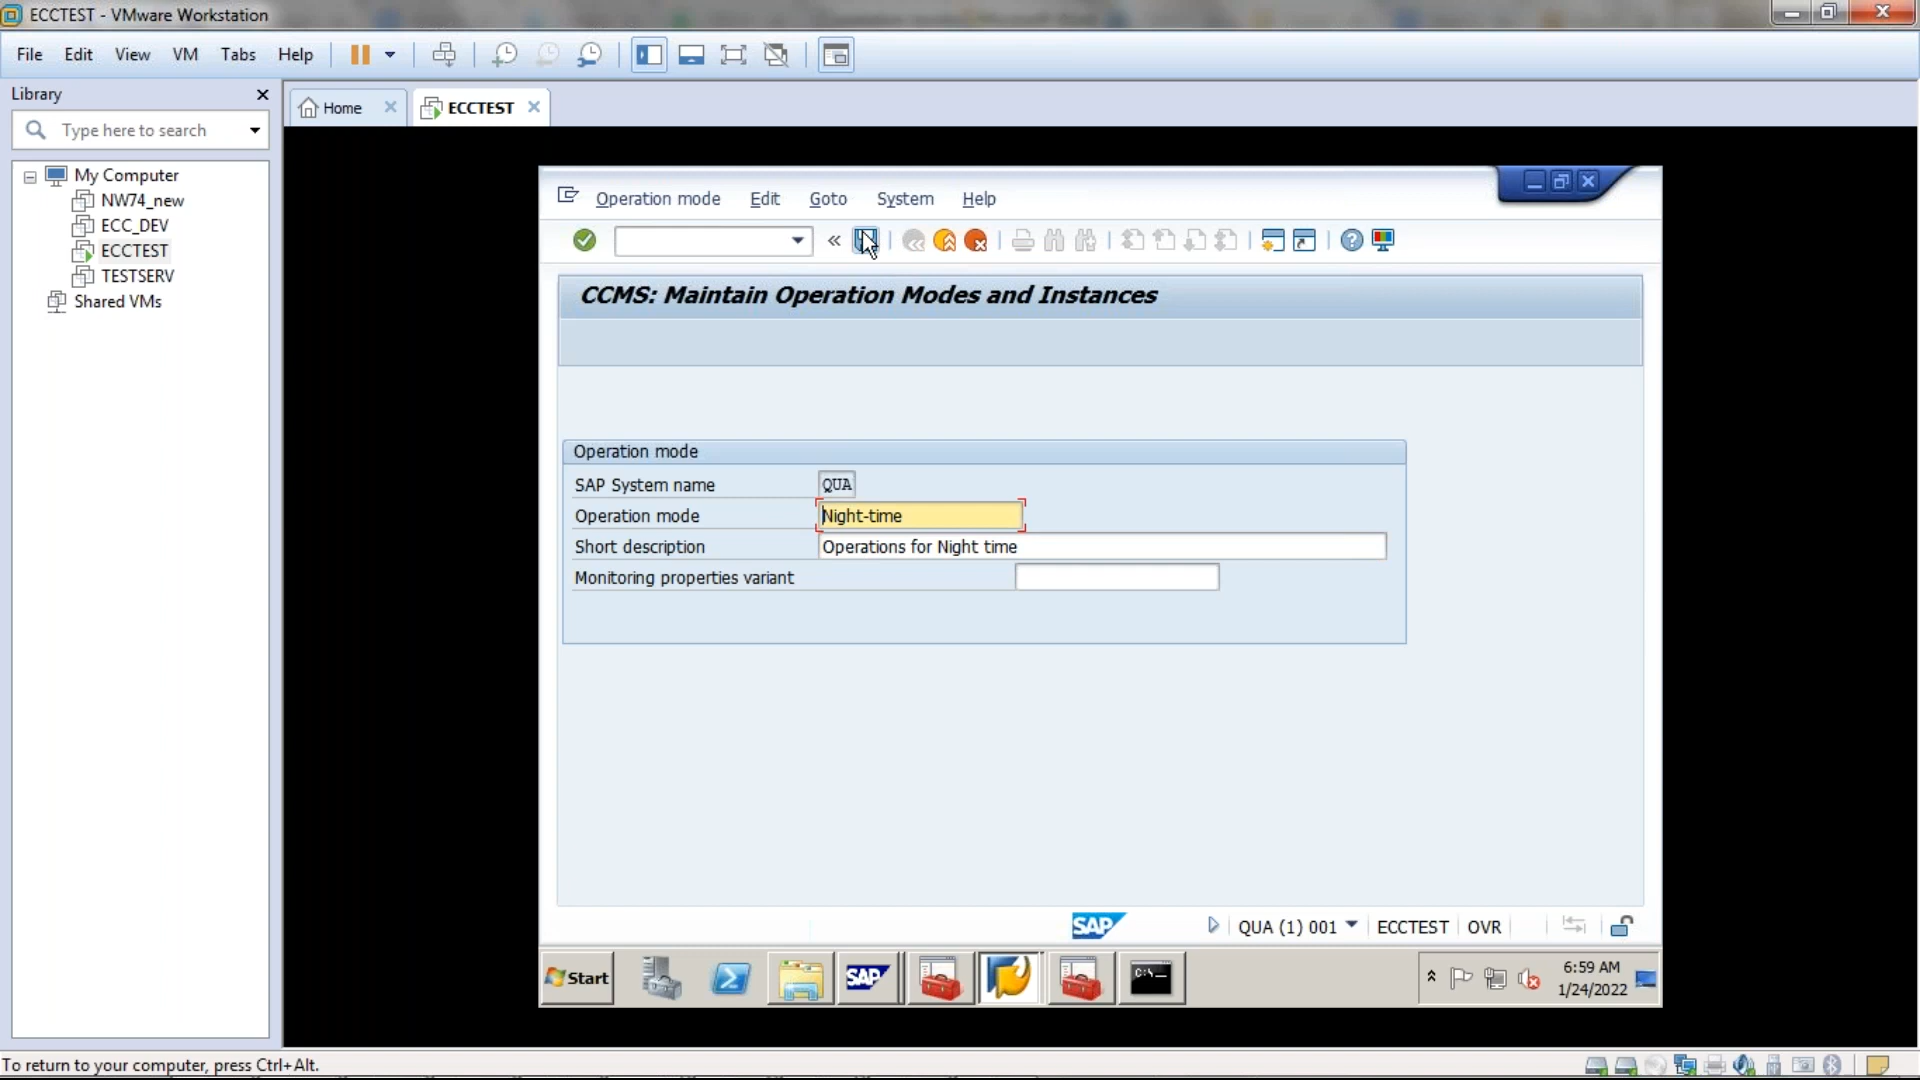 ECCTEST - VMware Workstation
File Edit View VM Tabs Help
Library
Home
ECCTEST
Type here to search
My Computer
NW74_new
ECC_DEV
ECCTEST
TESTSERV
Shared VMs
Operation mode Edit Goto System Help
CCMS: Maintain Operation Modes and Instances
Operation mode
SAP System name QUA
Operation mode Night-time
Short description Operations for Night time
Monitoring properties variant
SAP
QUA (1) 001 ECCTEST OVR
Start
SAP
C:\_
6:59 AM
1/24/2022
To return to your computer, press Ctrl+Alt.